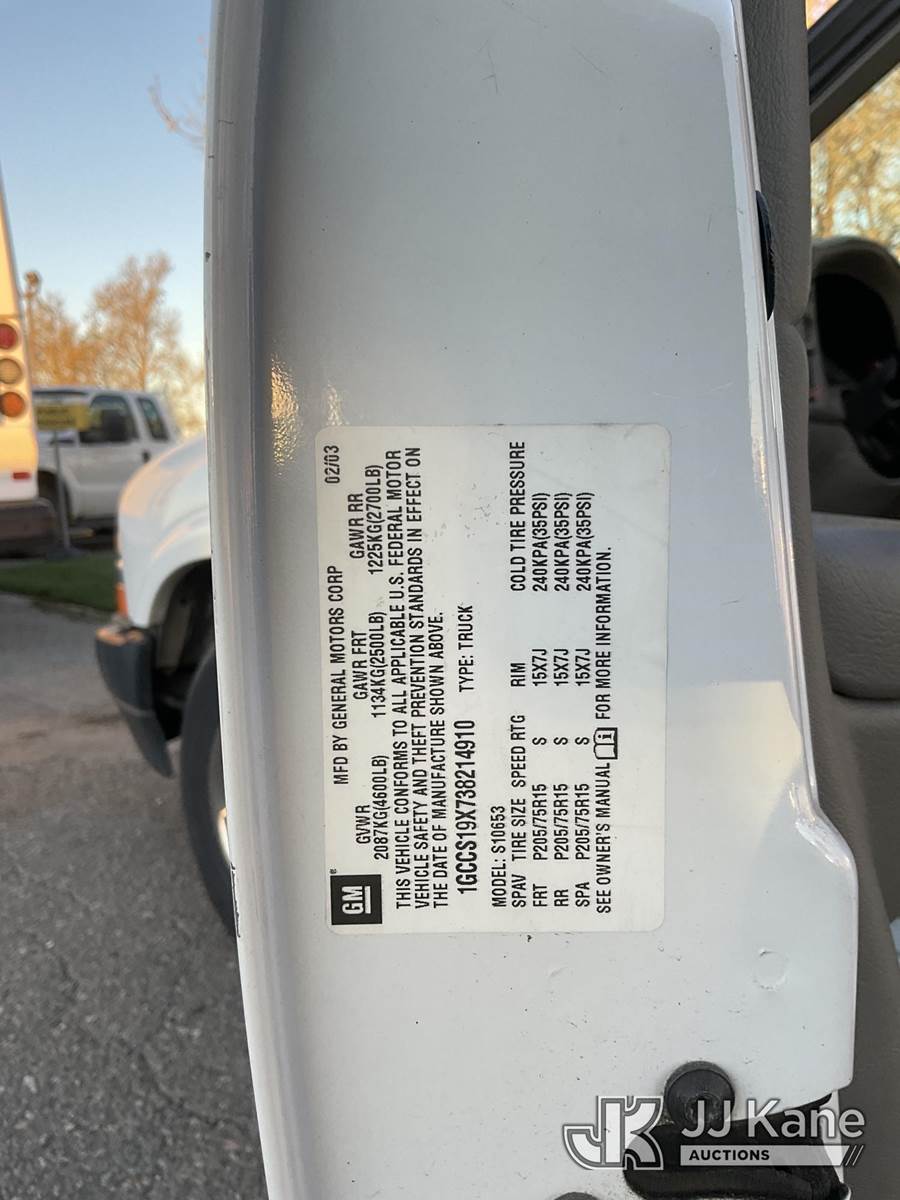 GM ®
MFD BY GENERAL MOTORS CORP 02/03
GVWR GAWR FRT GAWR RR
2087KG(4600LB) 1134KG(2500LB) 1225KG(2700LB)
THIS VEHICLE CONFORMS TO ALL APPLICABLE U.S. FEDERAL MOTOR
VEHICLE SAFETY AND THEFT PREVENTION STANDARDS IN EFFECT ON
THE DATE OF MANUFACTURE SHOWN ABOVE.
1GCCS19X738214910 TYPE: TRUCK
MODEL: S10653
SPAV TIRE SIZE SPEED RTG RIM COLD TIRE PRESSURE
FRT P205/75R15 S 15X7J 240KPA(35PSI)
RR P205/75R15 S 15X7J 240KPA(35PSI)
SPA P205/75R15 S 15X7J 240KPA(35PSI)
SEE OWNER'S MANUAL FOR MORE INFORMATION.
JK JJ Kane
AUCTIONS